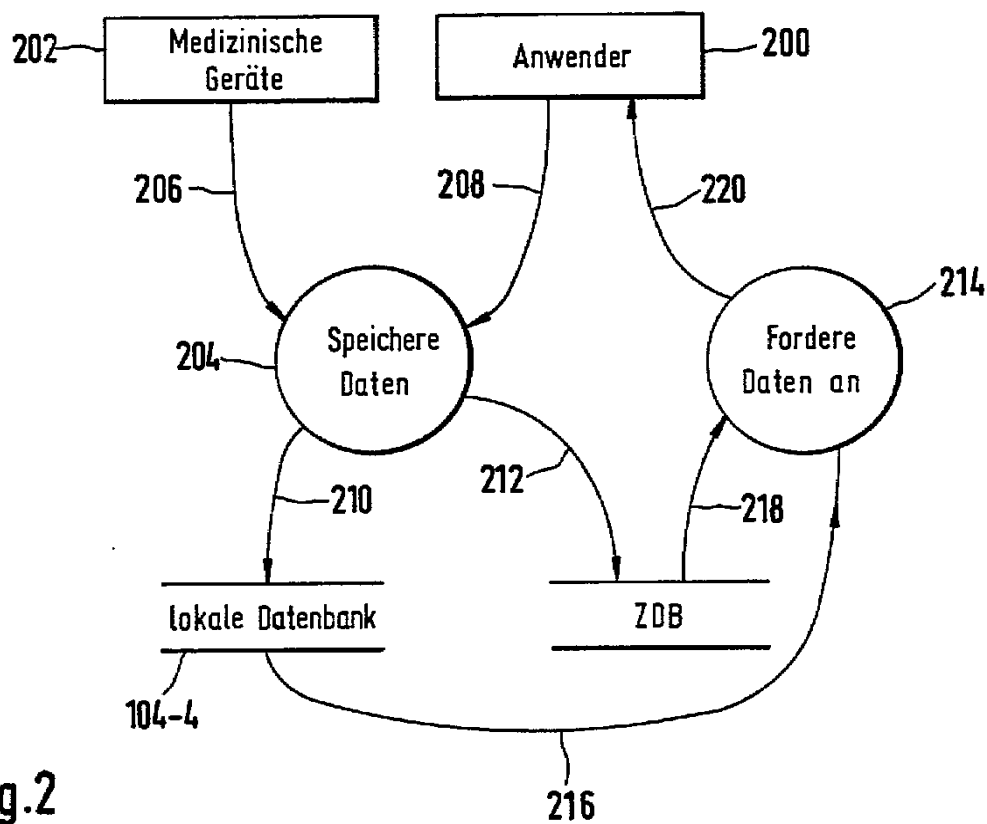 202
Medizinische
Geräte
Anwender
200
206
208
220
204
Speichere
Daten
Fordere
Daten an
214
210
212
218
lokale Datenbank
ZDB
104-4
216
g.2